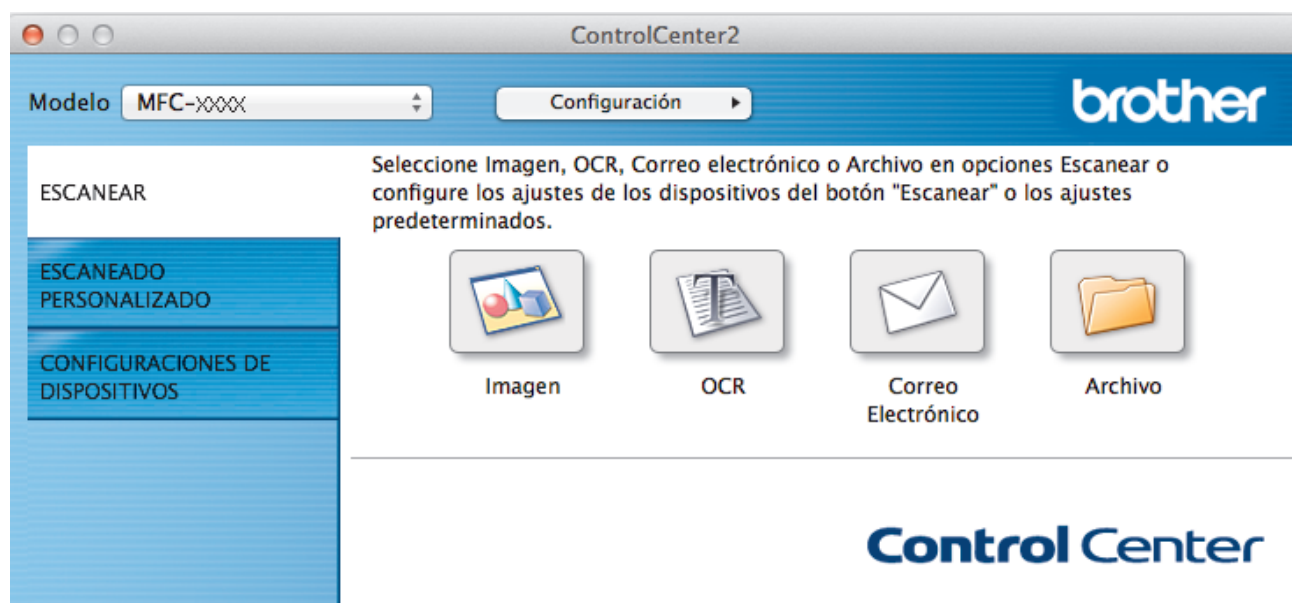 ControlCenter2
Modelo MFC-XXXX Configuración brother
ESCANEAR
ESCANEADO
PERSONALIZADO
CONFIGURACIONES DE
DISPOSITIVOS
Seleccione Imagen, OCR, Correo electrónico o Archivo en opciones Escanear o
configure los ajustes de los dispositivos del botón "Escanear" o los ajustes
predeterminados.
Imagen OCR Correo Archivo
Electrónico
Control Center